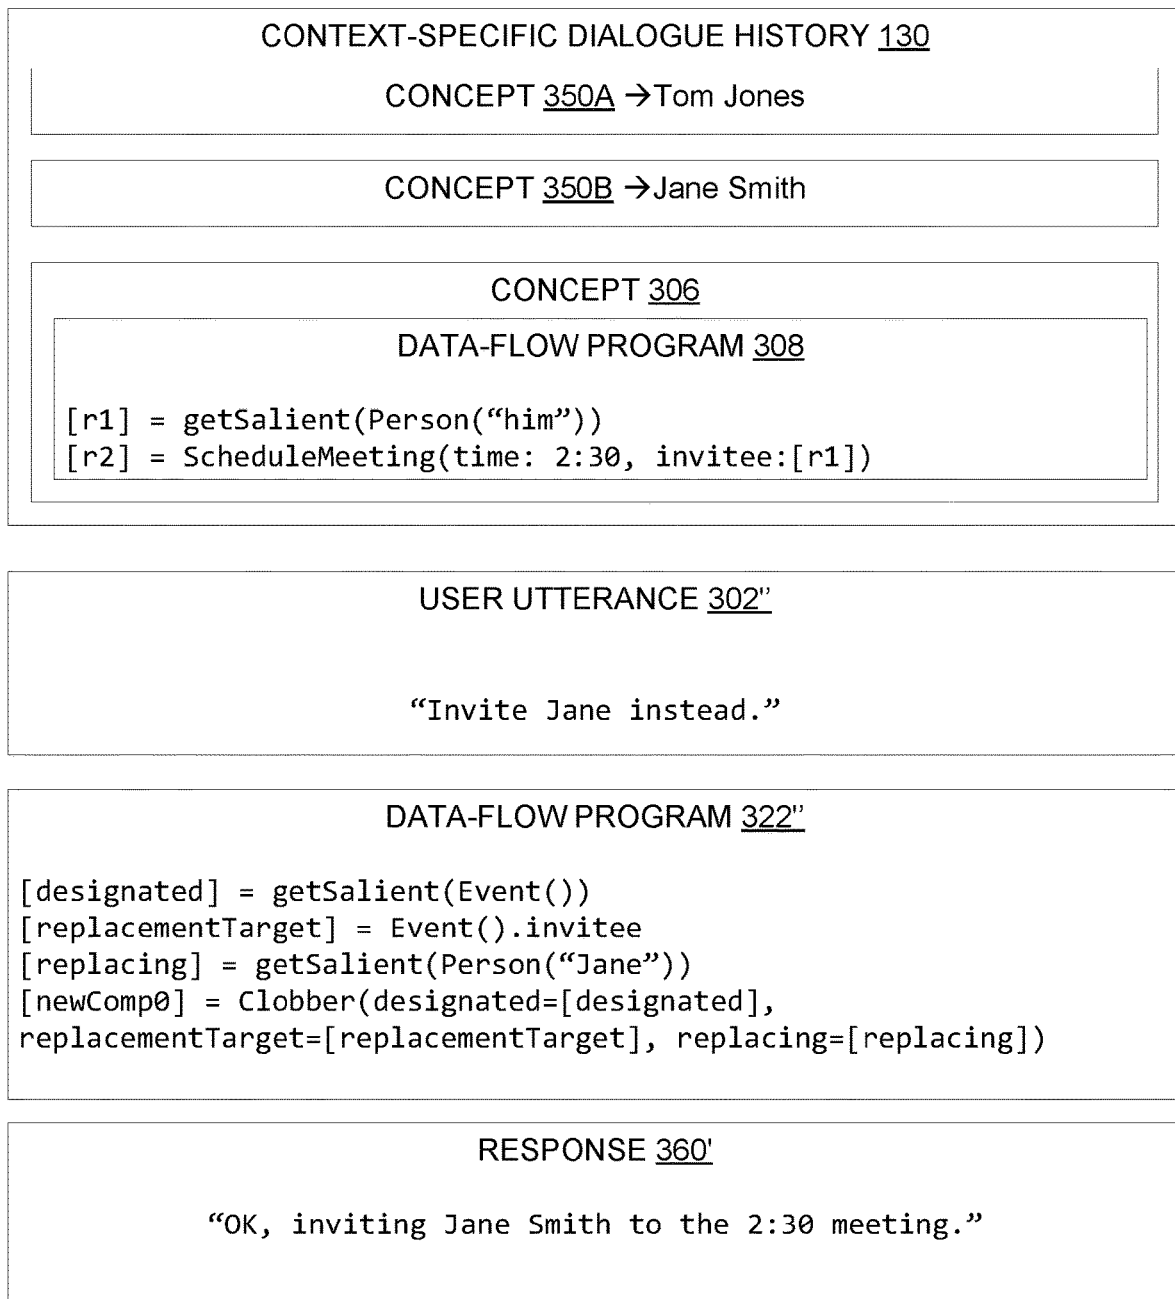 CONTEXT-SPECIFIC DIALOGUE HISTORY 130
CONCEPT 350A →Tom Jones
CONCEPT 350B →Jane Smith
CONCEPT 306
DATA-FLOW PROGRAM 308
[r1] = getSalient(Person(“him”))
[r2] = ScheduleMeeting(time: 2:30, invitee:[r1])
USER UTTERANCE 302''
“Invite Jane instead.”
DATA-FLOW PROGRAM 322''
[designated] = getSalient(Event())
[replacementTarget] = Event().invitee
[replacing] = getSalient(Person(“Jane”))
[newComp0] = Clobber(designated=[designated],
replacementTarget=[replacementTarget], replacing=[replacing])
RESPONSE 360'
“OK, inviting Jane Smith to the 2:30 meeting.”